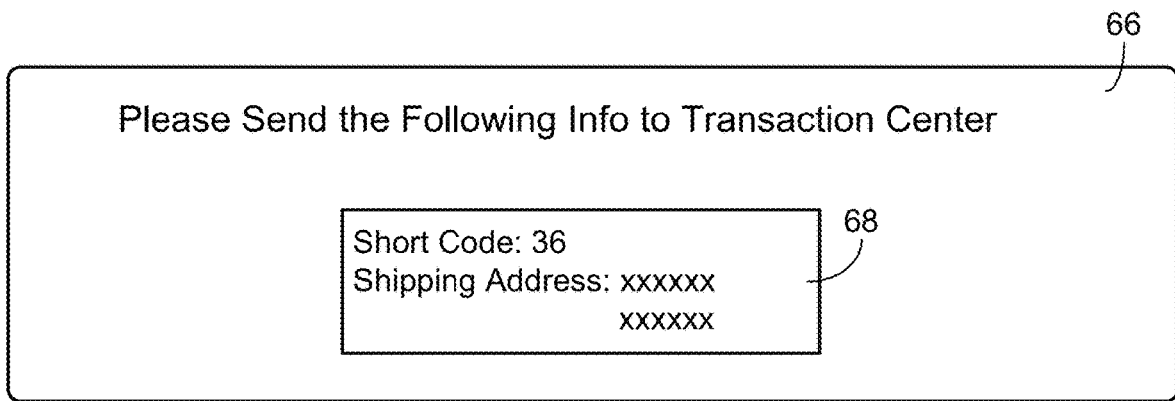 66
Please Send the Following Info to Transaction Center
Short Code: 36
68
Shipping Address: xxxxxx
xxxxxx